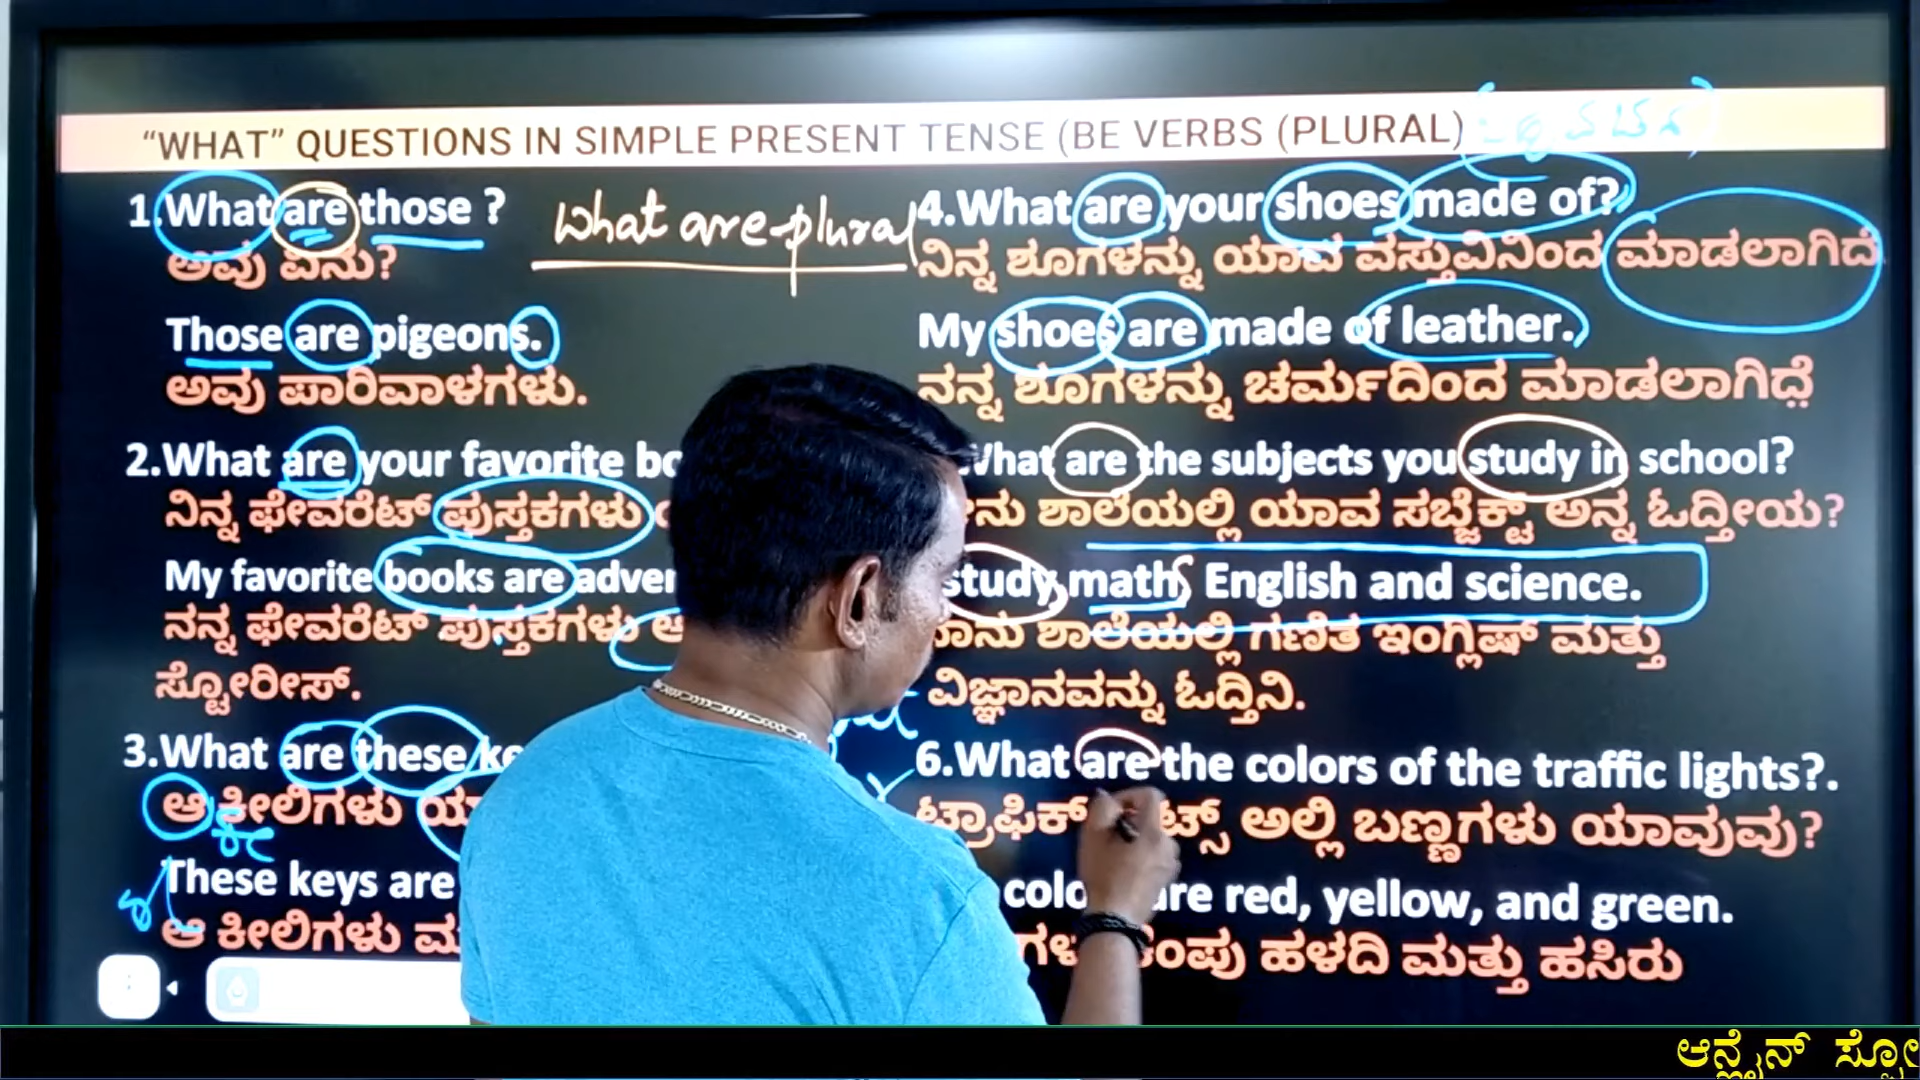 “WHAT” QUESTIONS IN SIMPLE PRESENT TENSE (BE VERBS (PLURAL)
1.What are those ?
ಅವು ಏನು?
Those are pigeons.
ಅವು ಪಾರಿವಾಳಗಳು.
2.What are your favorite
ನಿನ್ನ ಫೇವರೆಟ್ ಪುಸ್ತಕಗಳು
My favorite books are
ನನ್ನ ಫೇವರೆಟ್ ಪುಸ್ತಕಗಳು
ಸ್ಟೋರೀಸ್.
3.What are these
ಆ ಕೀಲಿಗಳು
These keys are
ಆ ಕೀಲಿಗಳು
What are plural
4.What are your shoes made of?
ನಿನ್ನ ಶೂಗಳನ್ನು ಯಾವ ವಸ್ತುವಿನಿಂದ ಮಾಡಲಾಗಿದೆ
My shoes are made of leather.
ನನ್ನ ಶೂಗಳನ್ನು ಚರ್ಮದಿಂದ ಮಾಡಲಾಗಿದೆ
What are the subjects you study in school?
ಶಾಲೆಯಲ್ಲಿ ಯಾವ ಸಬ್ಜೆಕ್ಟ್ ಅನ್ನ ಓದ್ತೀಯ?
study math, English and science.
ನಾನು ಶಾಲೆಯಲ್ಲಿ ಗಣಿತ ಇಂಗ್ಲಿಷ್ ಮತ್ತು
ವಿಜ್ಞಾನವನ್ನು ಓದ್ತಿನಿ.
6.What are the colors of the traffic lights?.
ಟ್ರಾಫಿಕ್ ಅಲ್ಲಿ ಬಣ್ಣಗಳು ಯಾವುವು?
are red, yellow, and green.
ಕೆಂಪು ಹಳದಿ ಮತ್ತು ಹಸಿರು
ಆನ್ಲೈನ್ ಸ್ಪೋ